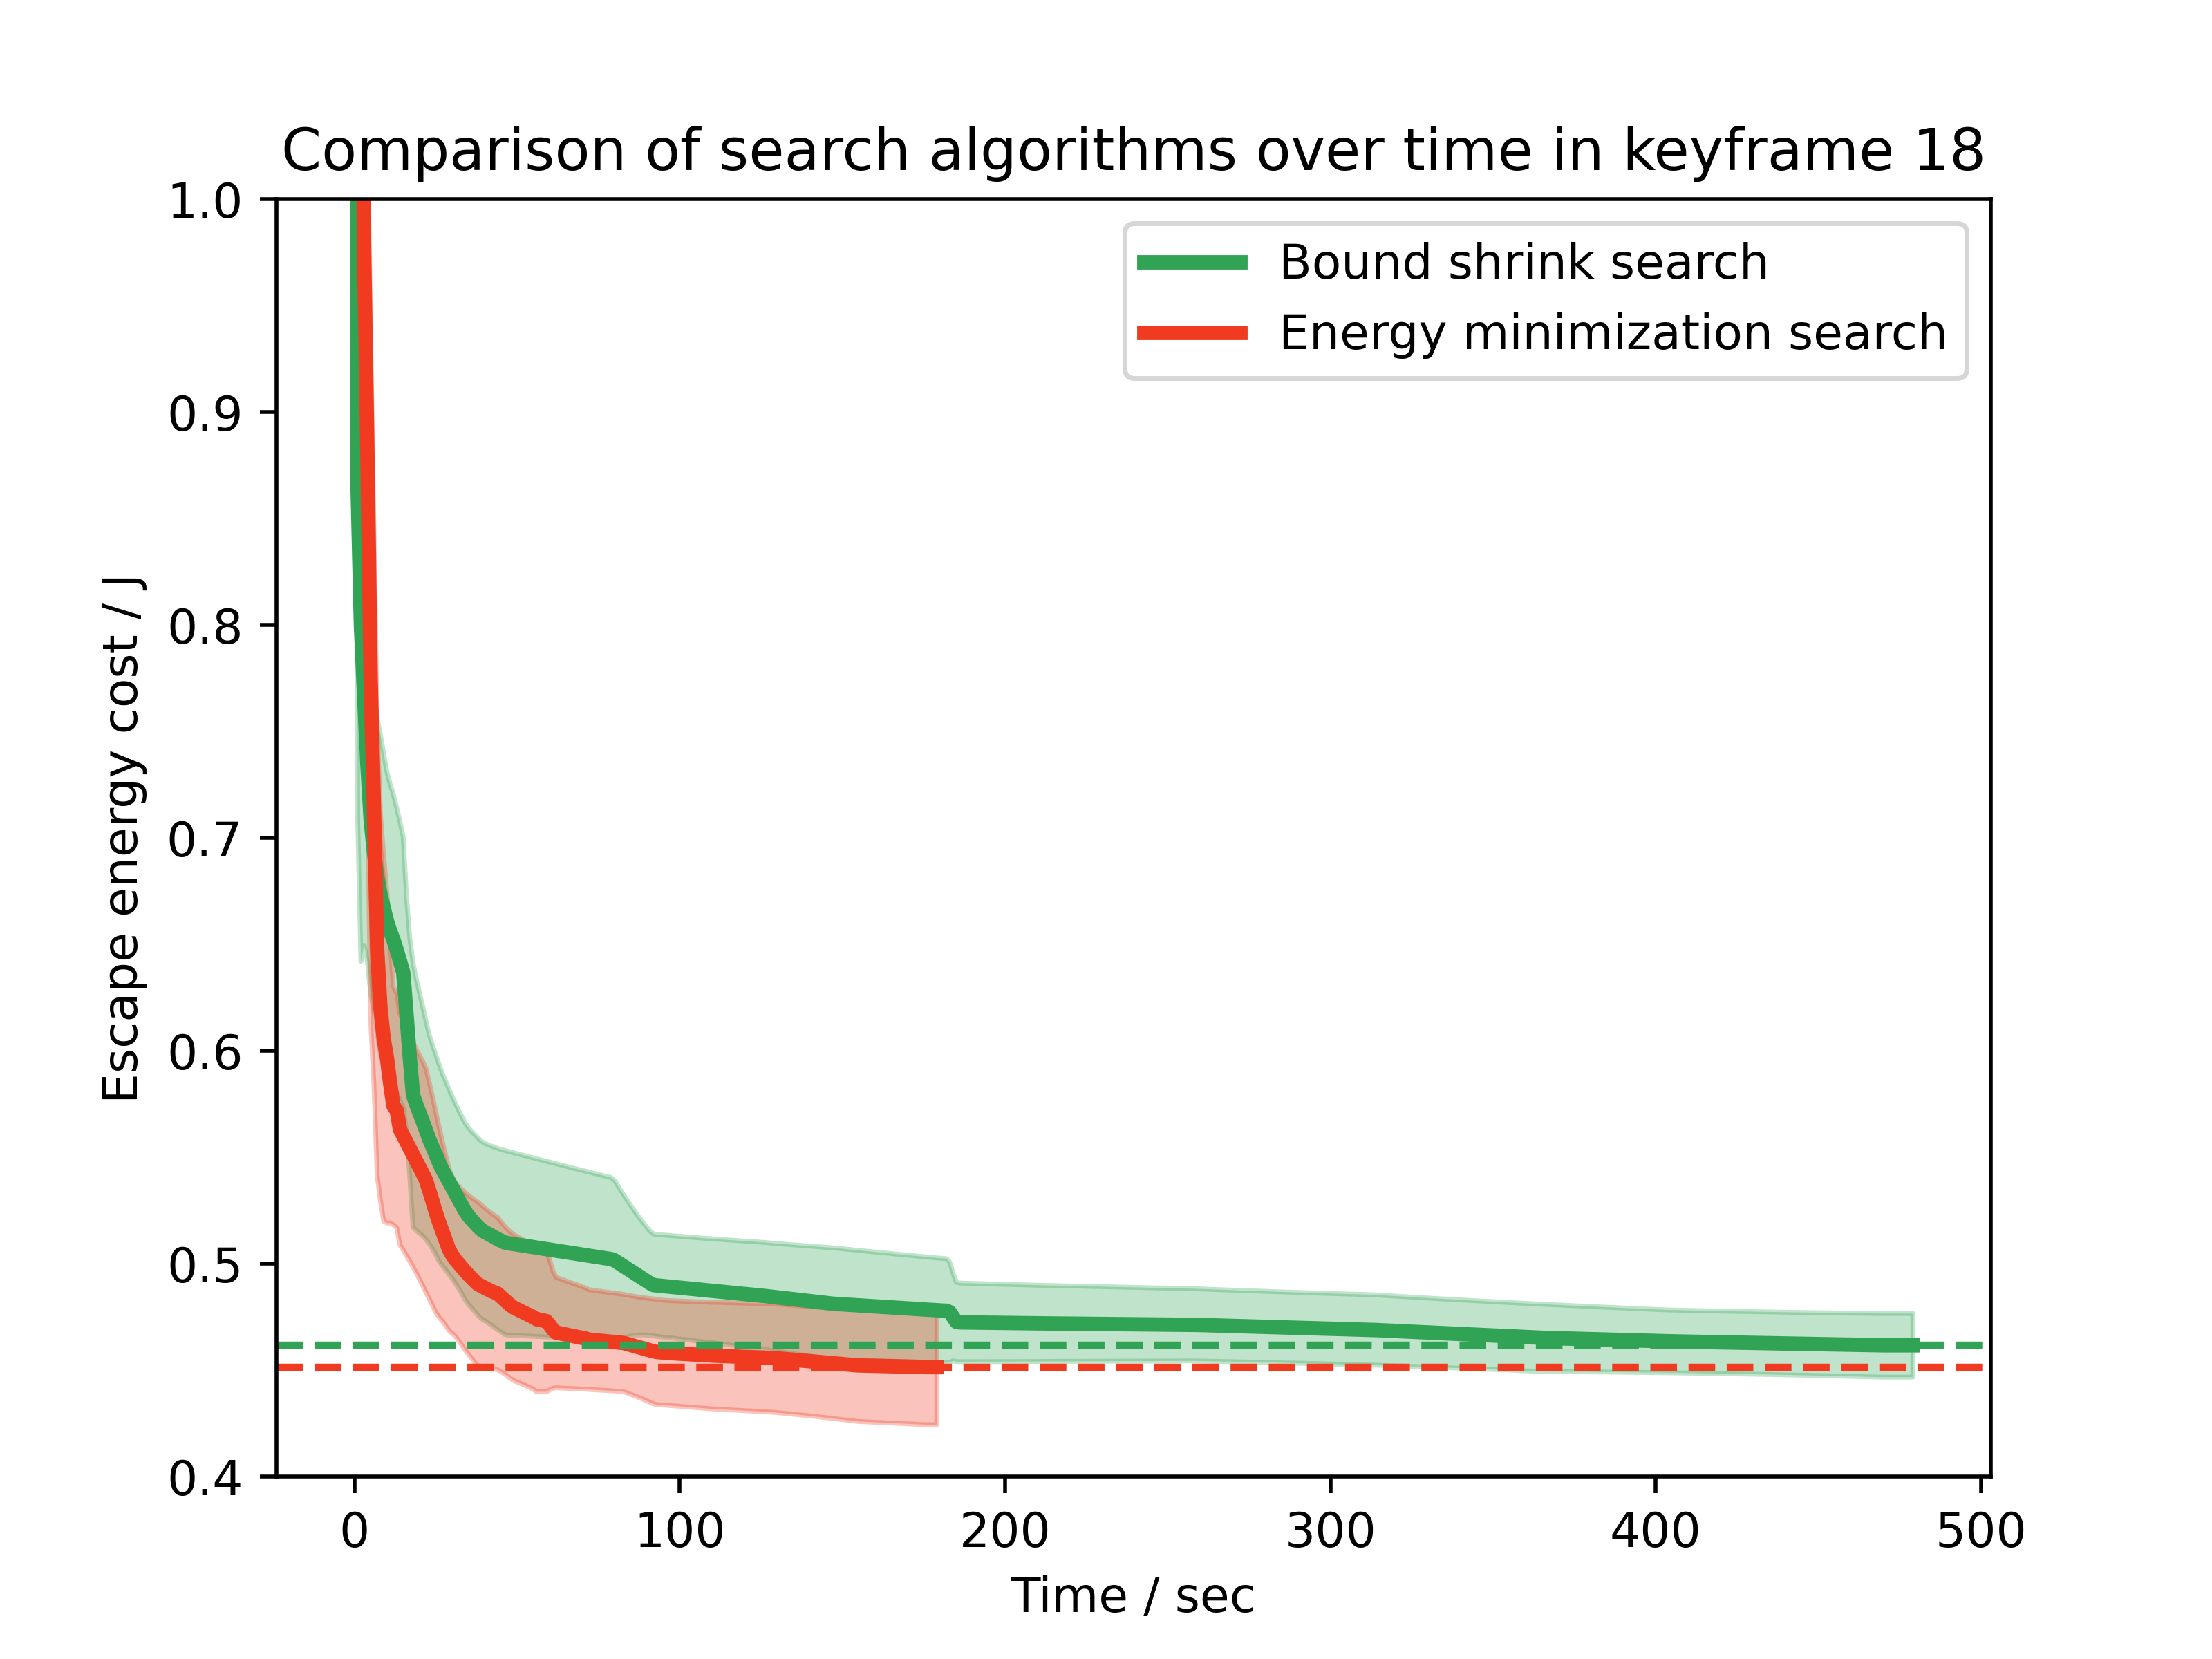 Comparison of search algorithms over time in keyframe 18
1.0
0.9
0.8
0.7
0.6
0.5
0.4
Escape energy cost / J
Bound shrink search
Energy minimization search
0 100 200 300 400 500
Time / sec